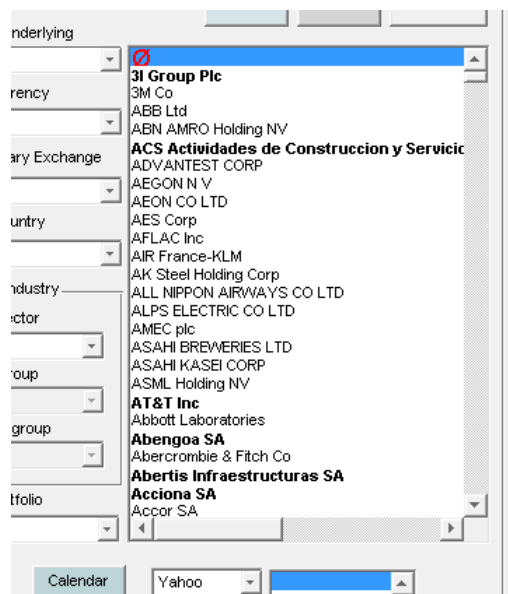 nderlying
rency
ary Exchange
untry
ndustry
ctor
roup
group
tfolio
Ø
3I Group Plc
3M Co
ABB Ltd
ABN AMRO Holding NV
ACS Actividades de Construccion y Servicic
ADVANTEST CORP
AEGON N V
AEON CO LTD
AES Corp
AFLAC Inc
AIR France-KLM
AK Steel Holding Corp
ALL NIPPON AIRWAYS CO LTD
ALPS ELECTRIC CO LTD
AMEC plc
ASAHI BREWERIES LTD
ASAHI KASEI CORP
ASML Holding NV
AT&T Inc
Abbott Laboratories
Abengoa SA
Abercrombie & Fitch Co
Abertis Infraestructuras SA
Acciona SA
Accor SA
Calendar
Yahoo